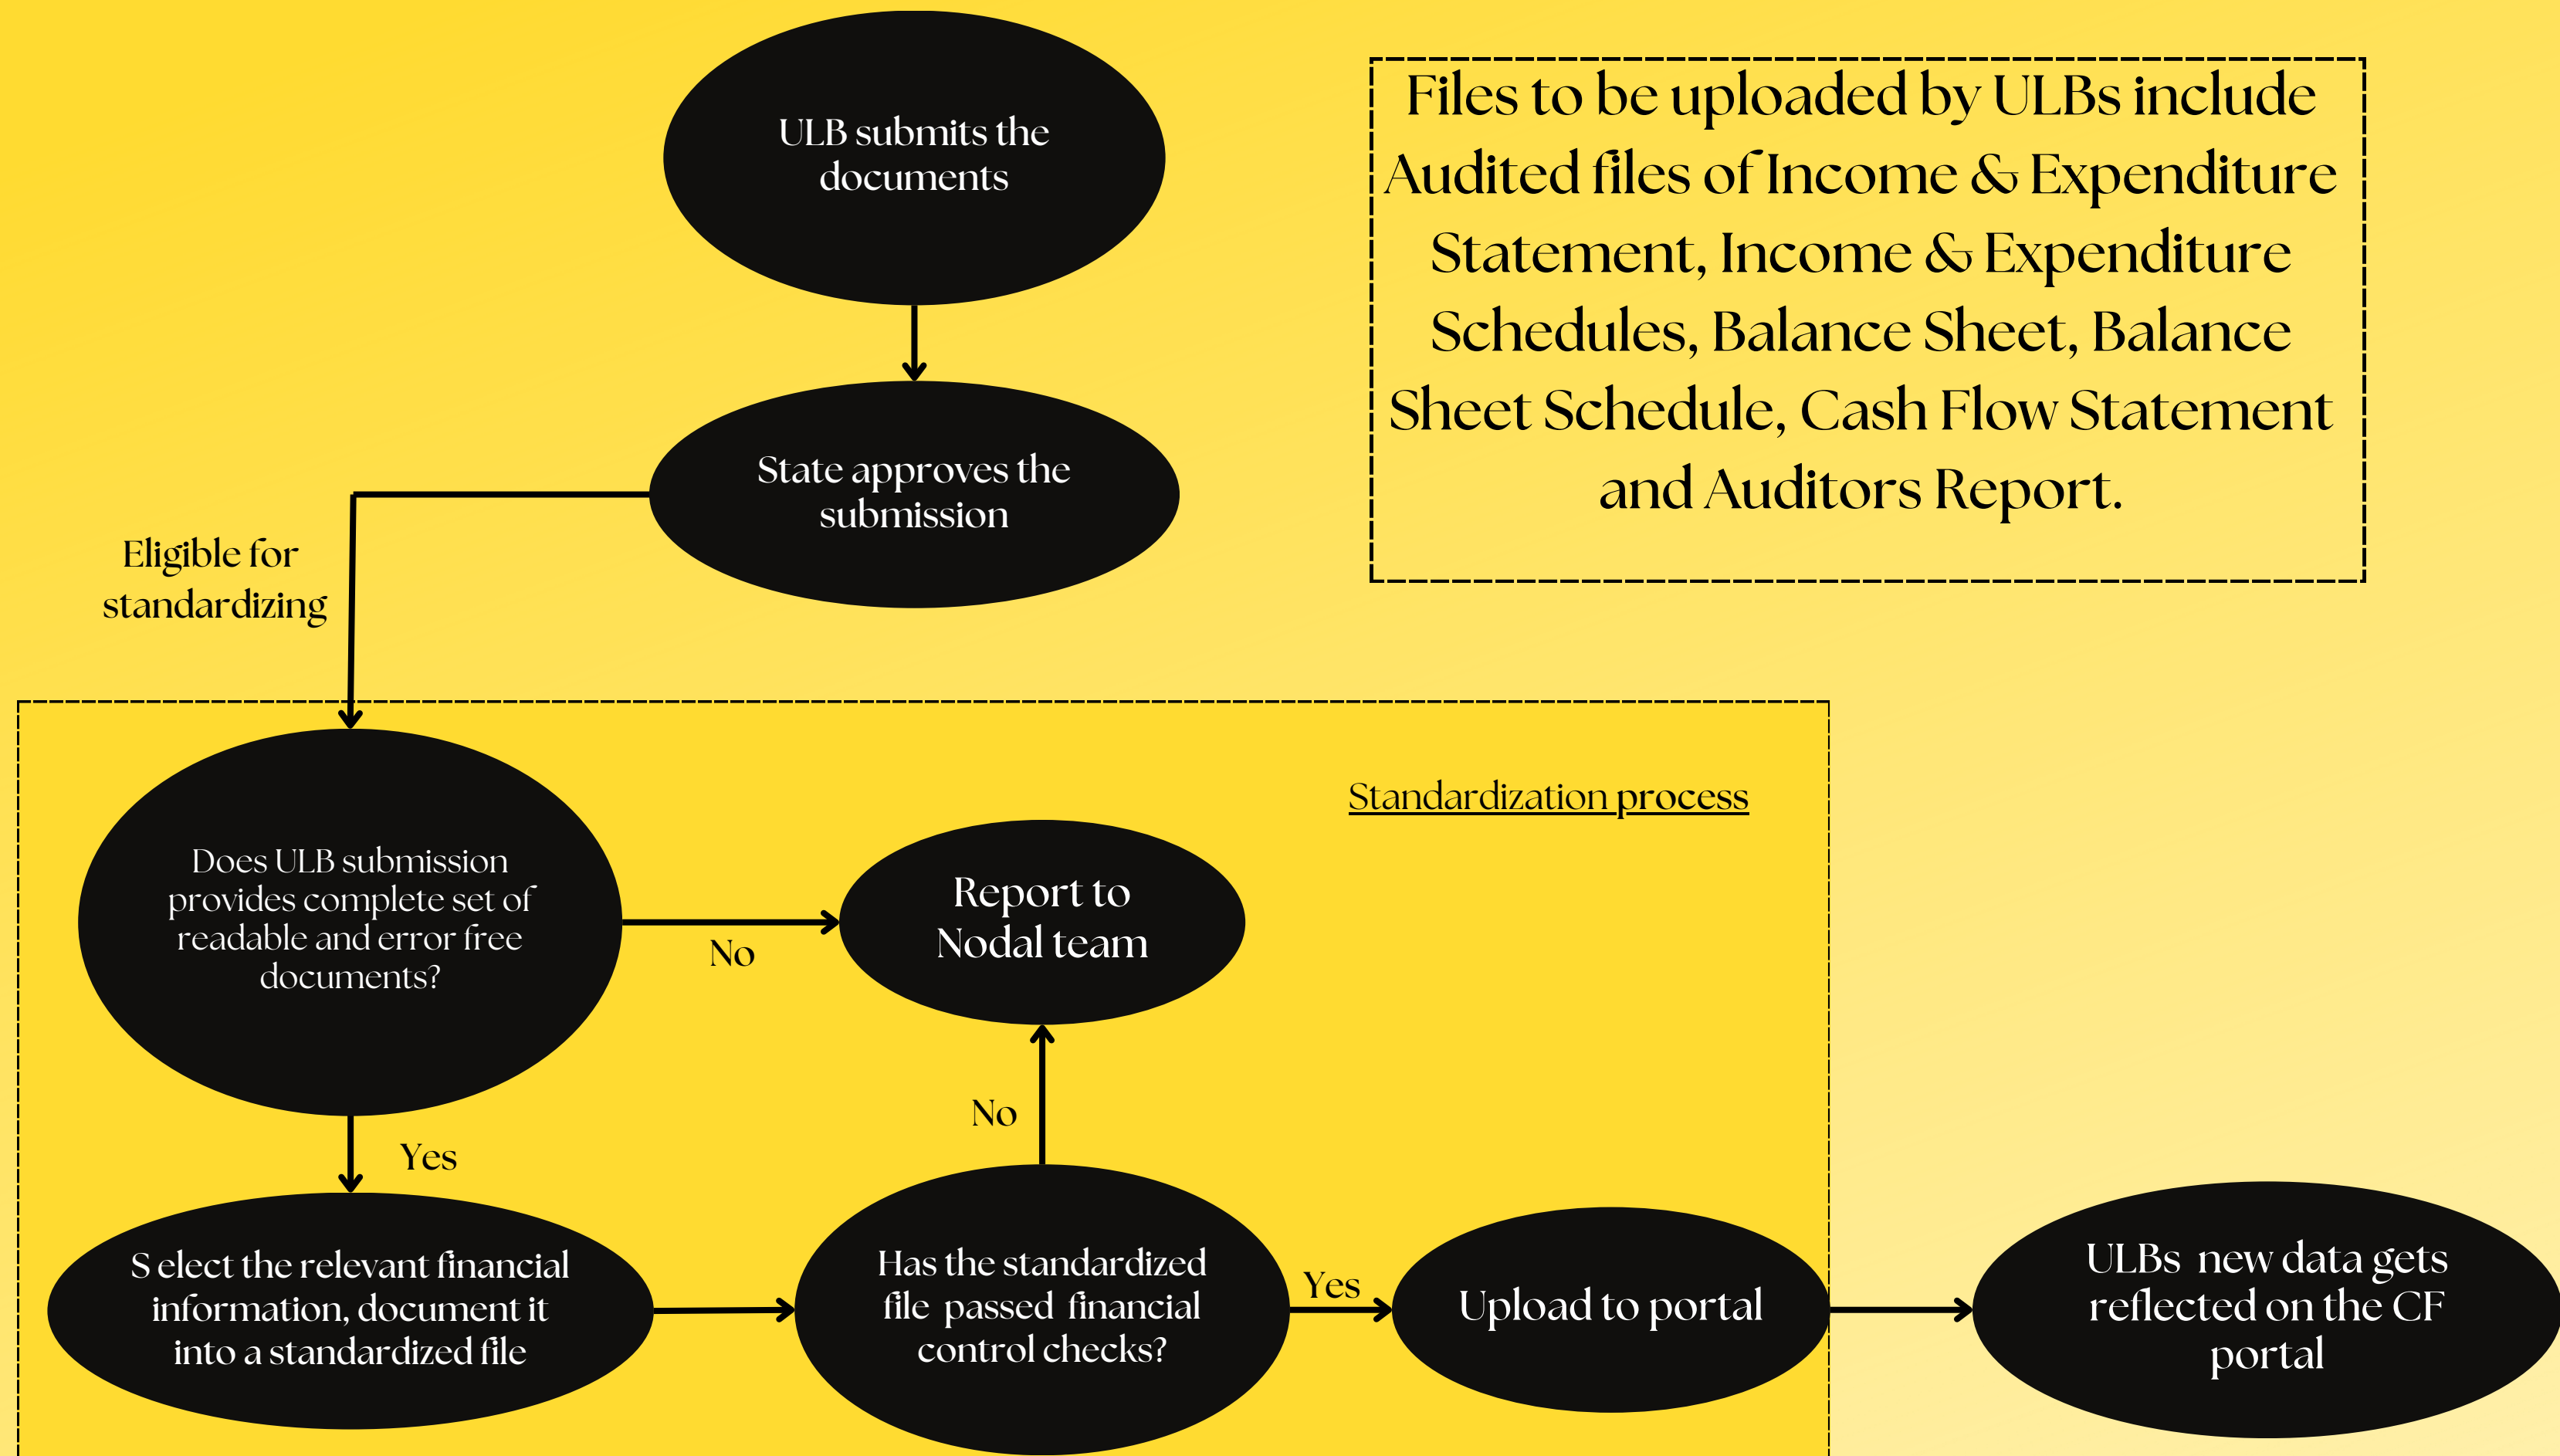 ULB submits the
documents
Files to be uploaded by ULBs include
Audited files of Income & Expenditure
Statement, Income & Expenditure
Schedules, Balance Sheet, Balance
Sheet Schedule, Cash Flow Statement
and Auditors Report.
State approves the
submission
Eligible for
standardizing
Standardization process
Does ULB submission
provides complete set of
readable and error free
documents?
No
Report to
Nodal team
No
Yes
S elect the relevant financial
information, document it
into a standardized file
Has the standardized
file passed financial
control checks?
Yes
Upload to portal
ULBs new data gets
reflected on the CF
portal